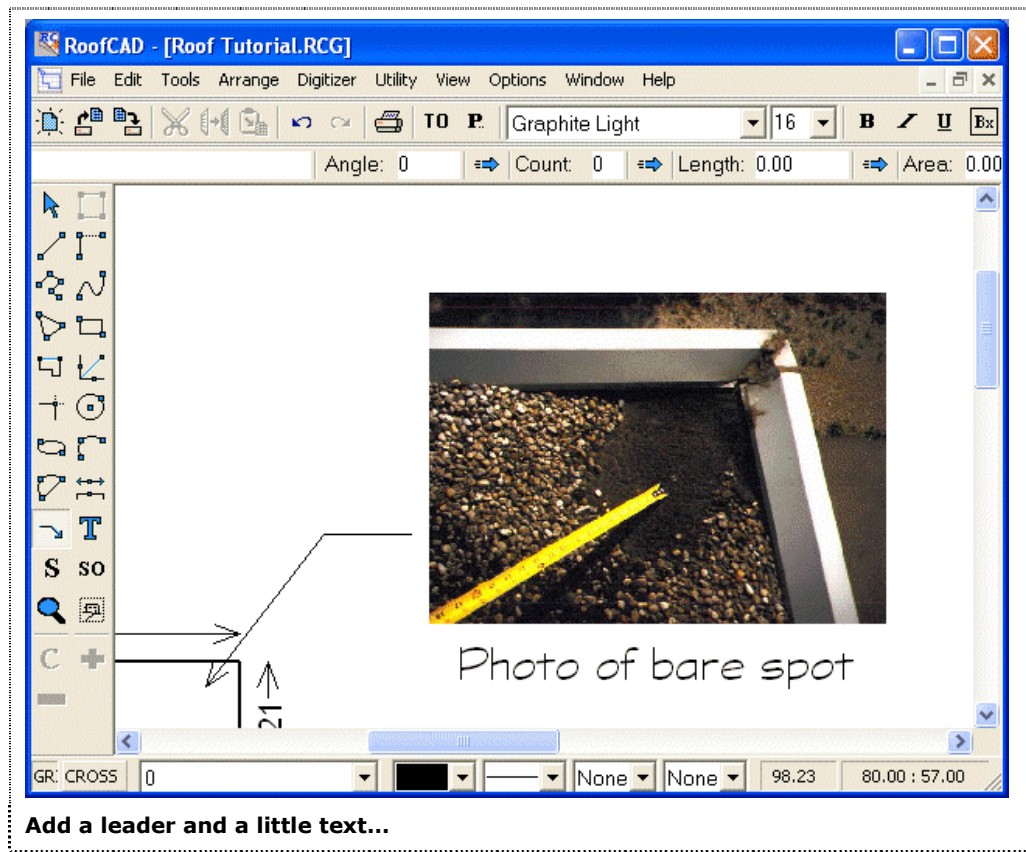 RoofCAD - [Roof Tutorial.RCG]
File Edit Tools Arrange Digitizer Utility View Options Window Help
TO P. Graphite Light 16 B I U Bx
Angle: 0 Count: 0 Length: 0.00 Area: 0.00
T
S SO
C
Photo of bare spot
21
CROSS 0 None None 98.23 80.00 : 57.00
Add a leader and a little text...